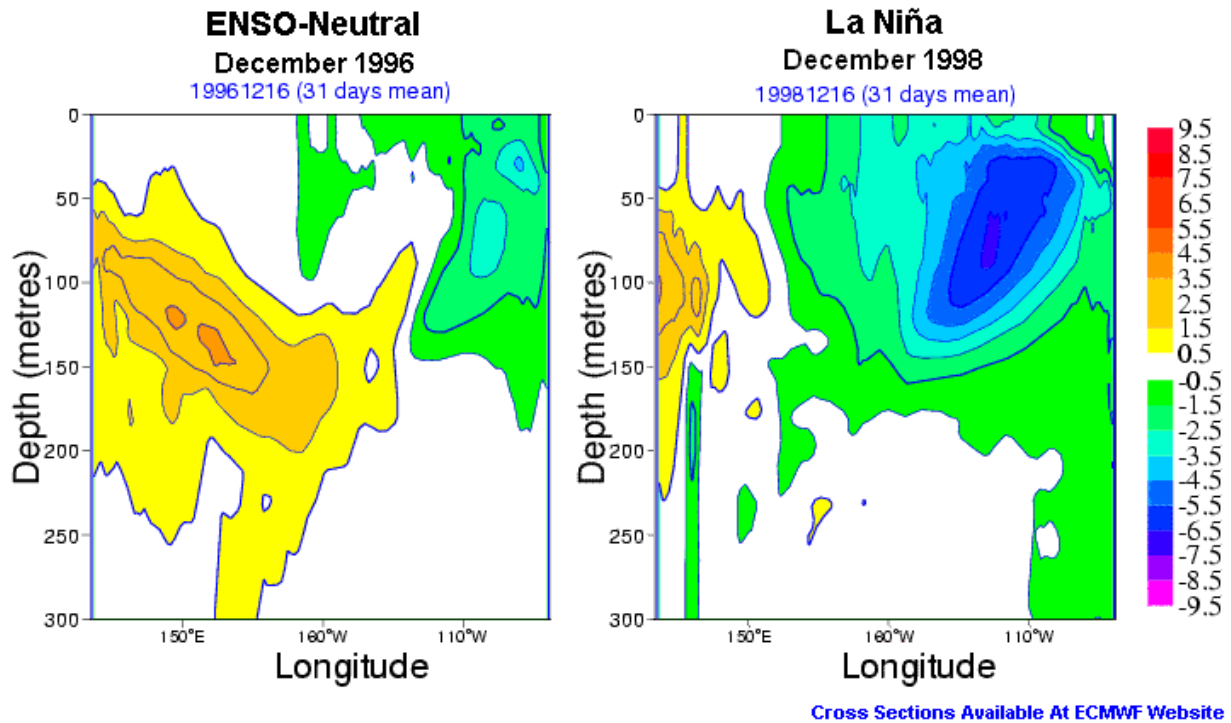 ENSO-Neutral
December 1996
19961216 (31 days mean)
La Niña
December 1998
19981216 (31 days mean)
0
50
100
150
200
250
300
Depth (metres)
150°E
160°W
110°W
Longitude
0
50
100
150
200
250
300
Depth (metres)
150°E
160°W
110°W
Longitude
9.5
8.5
7.5
6.5
5.5
4.5
3.5
2.5
1.5
0.5
-0.5
-1.5
-2.5
-3.5
-4.5
-5.5
-6.5
-7.5
-8.5
-9.5
Cross Sections Available At ECMWF Website